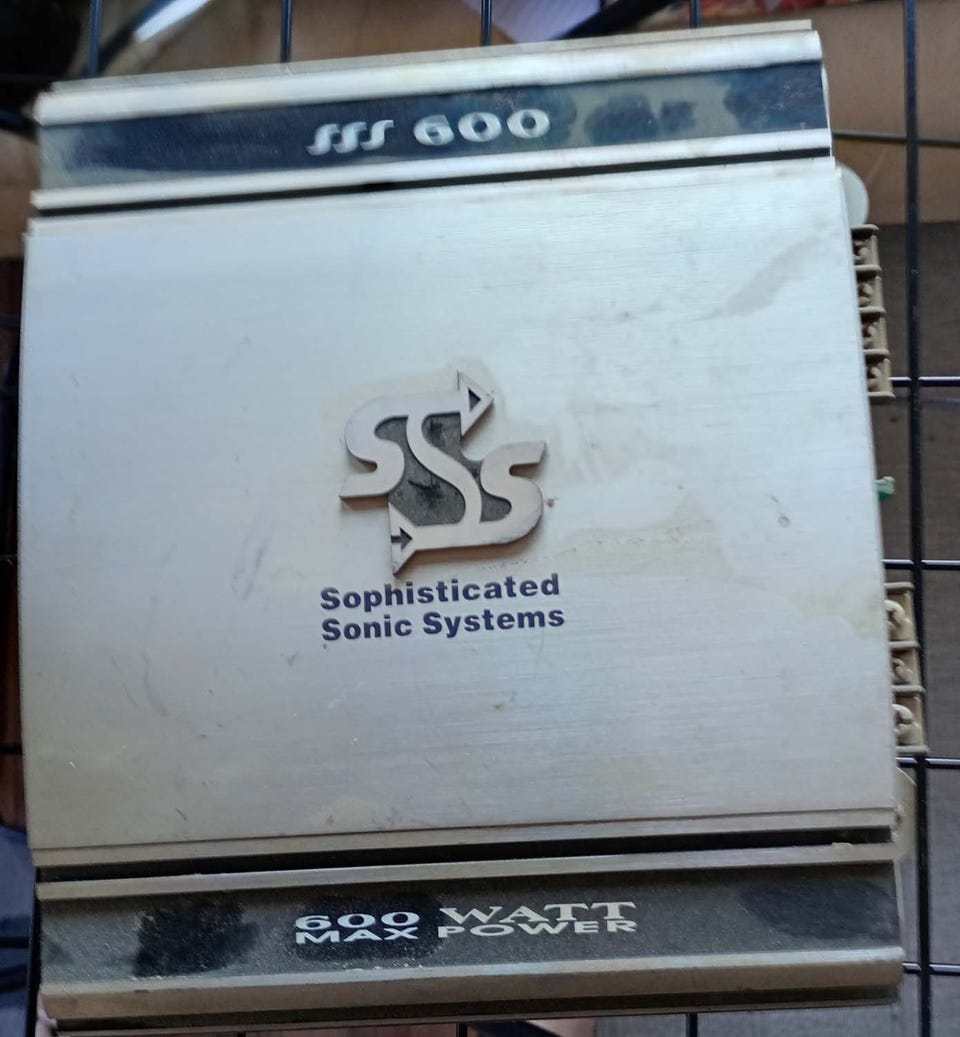 SSS 600
SSS
Sophisticated
Sonic Systems
600 WATT
MAX POWER